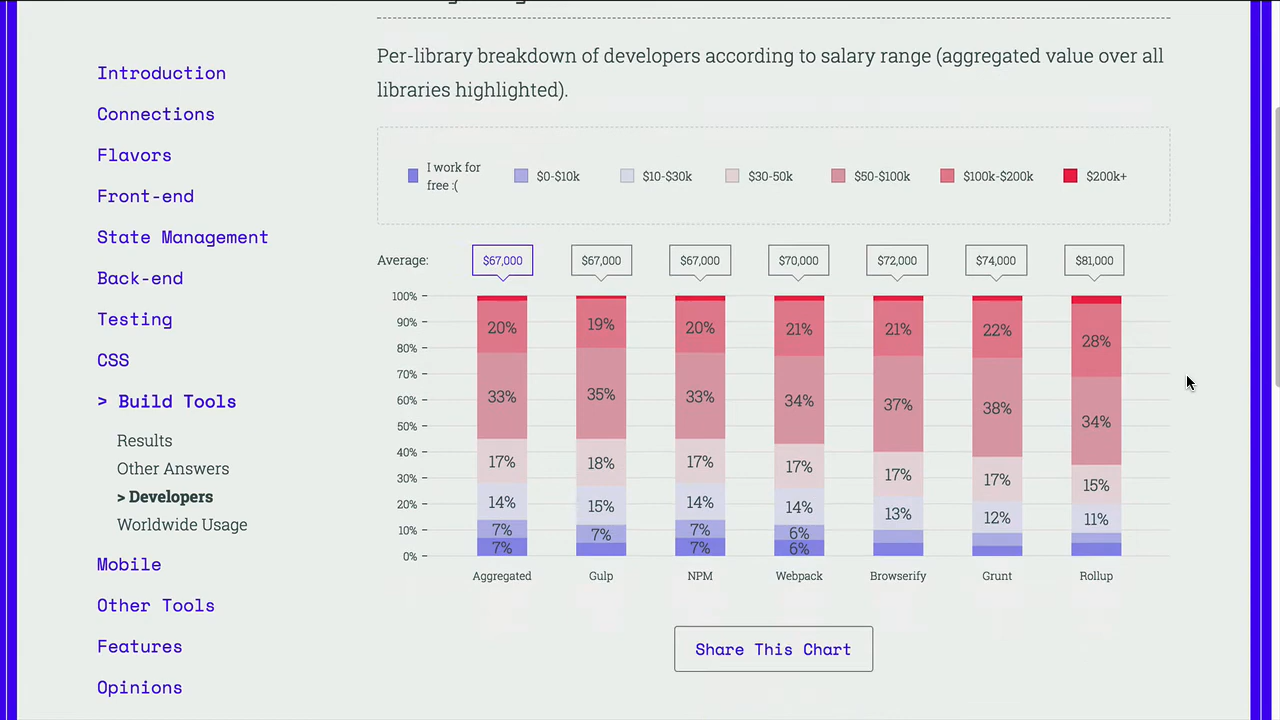 Introduction
Connections
Flavors
Front-end
State Management
Back-end
Testing
CSS
> Build Tools
Results
Other Answers
> Developers
Worldwide Usage
Mobile
Other Tools
Features
Opinions
Per-library breakdown of developers according to salary range (aggregated value over all
libraries highlighted).
I work for
free :(
$0-$10k
$10-$30k
$30-50k
$50-$100k
$100k-$200k
$200k+
Average: $67,000 $67,000 $67,000 $70,000 $72,000 $74,000 $81,000
100%
90%
80%
70%
60%
50%
40%
30%
20%
10%
0%
20% 19% 20% 21% 21% 22% 28%
33% 35% 33% 34% 37% 38% 34%
17% 18% 17% 17% 17% 17% 15%
14% 15% 14% 14% 13% 12% 11%
7% 7% 7% 6%
7% 7% 6%
Aggregated Gulp NPM Webpack Browserify Grunt Rollup
Share This Chart